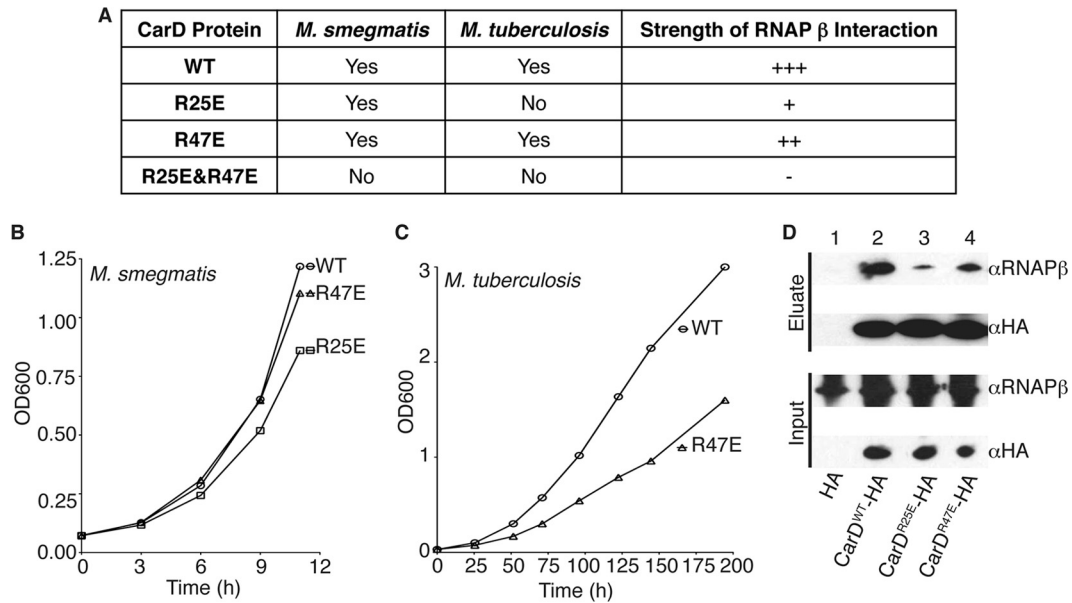 A
CarD Protein M. smegmatis M. tuberculosis Strength of RNAP β Interaction
WT Yes Yes +++
R25E Yes No +
R47E Yes Yes ++
R25E&R47E No No -
B
M. smegmatis
OD600
1.25
1.00
0.75
0.50
0.25
0.00
WT
R47E
R25E
0 3 6 9 12
Time (h)
C
M. tuberculosis
OD600
3
2
1
0
WT
R47E
0 25 50 75 100 125 150 175 200
Time (h)
D
1 2 3 4
Eluate
αRNAPβ
αHA
Input
αRNAPβ
αHA
HA
CarDWT-HA
CarDR25E-HA
CarDR47E-HA